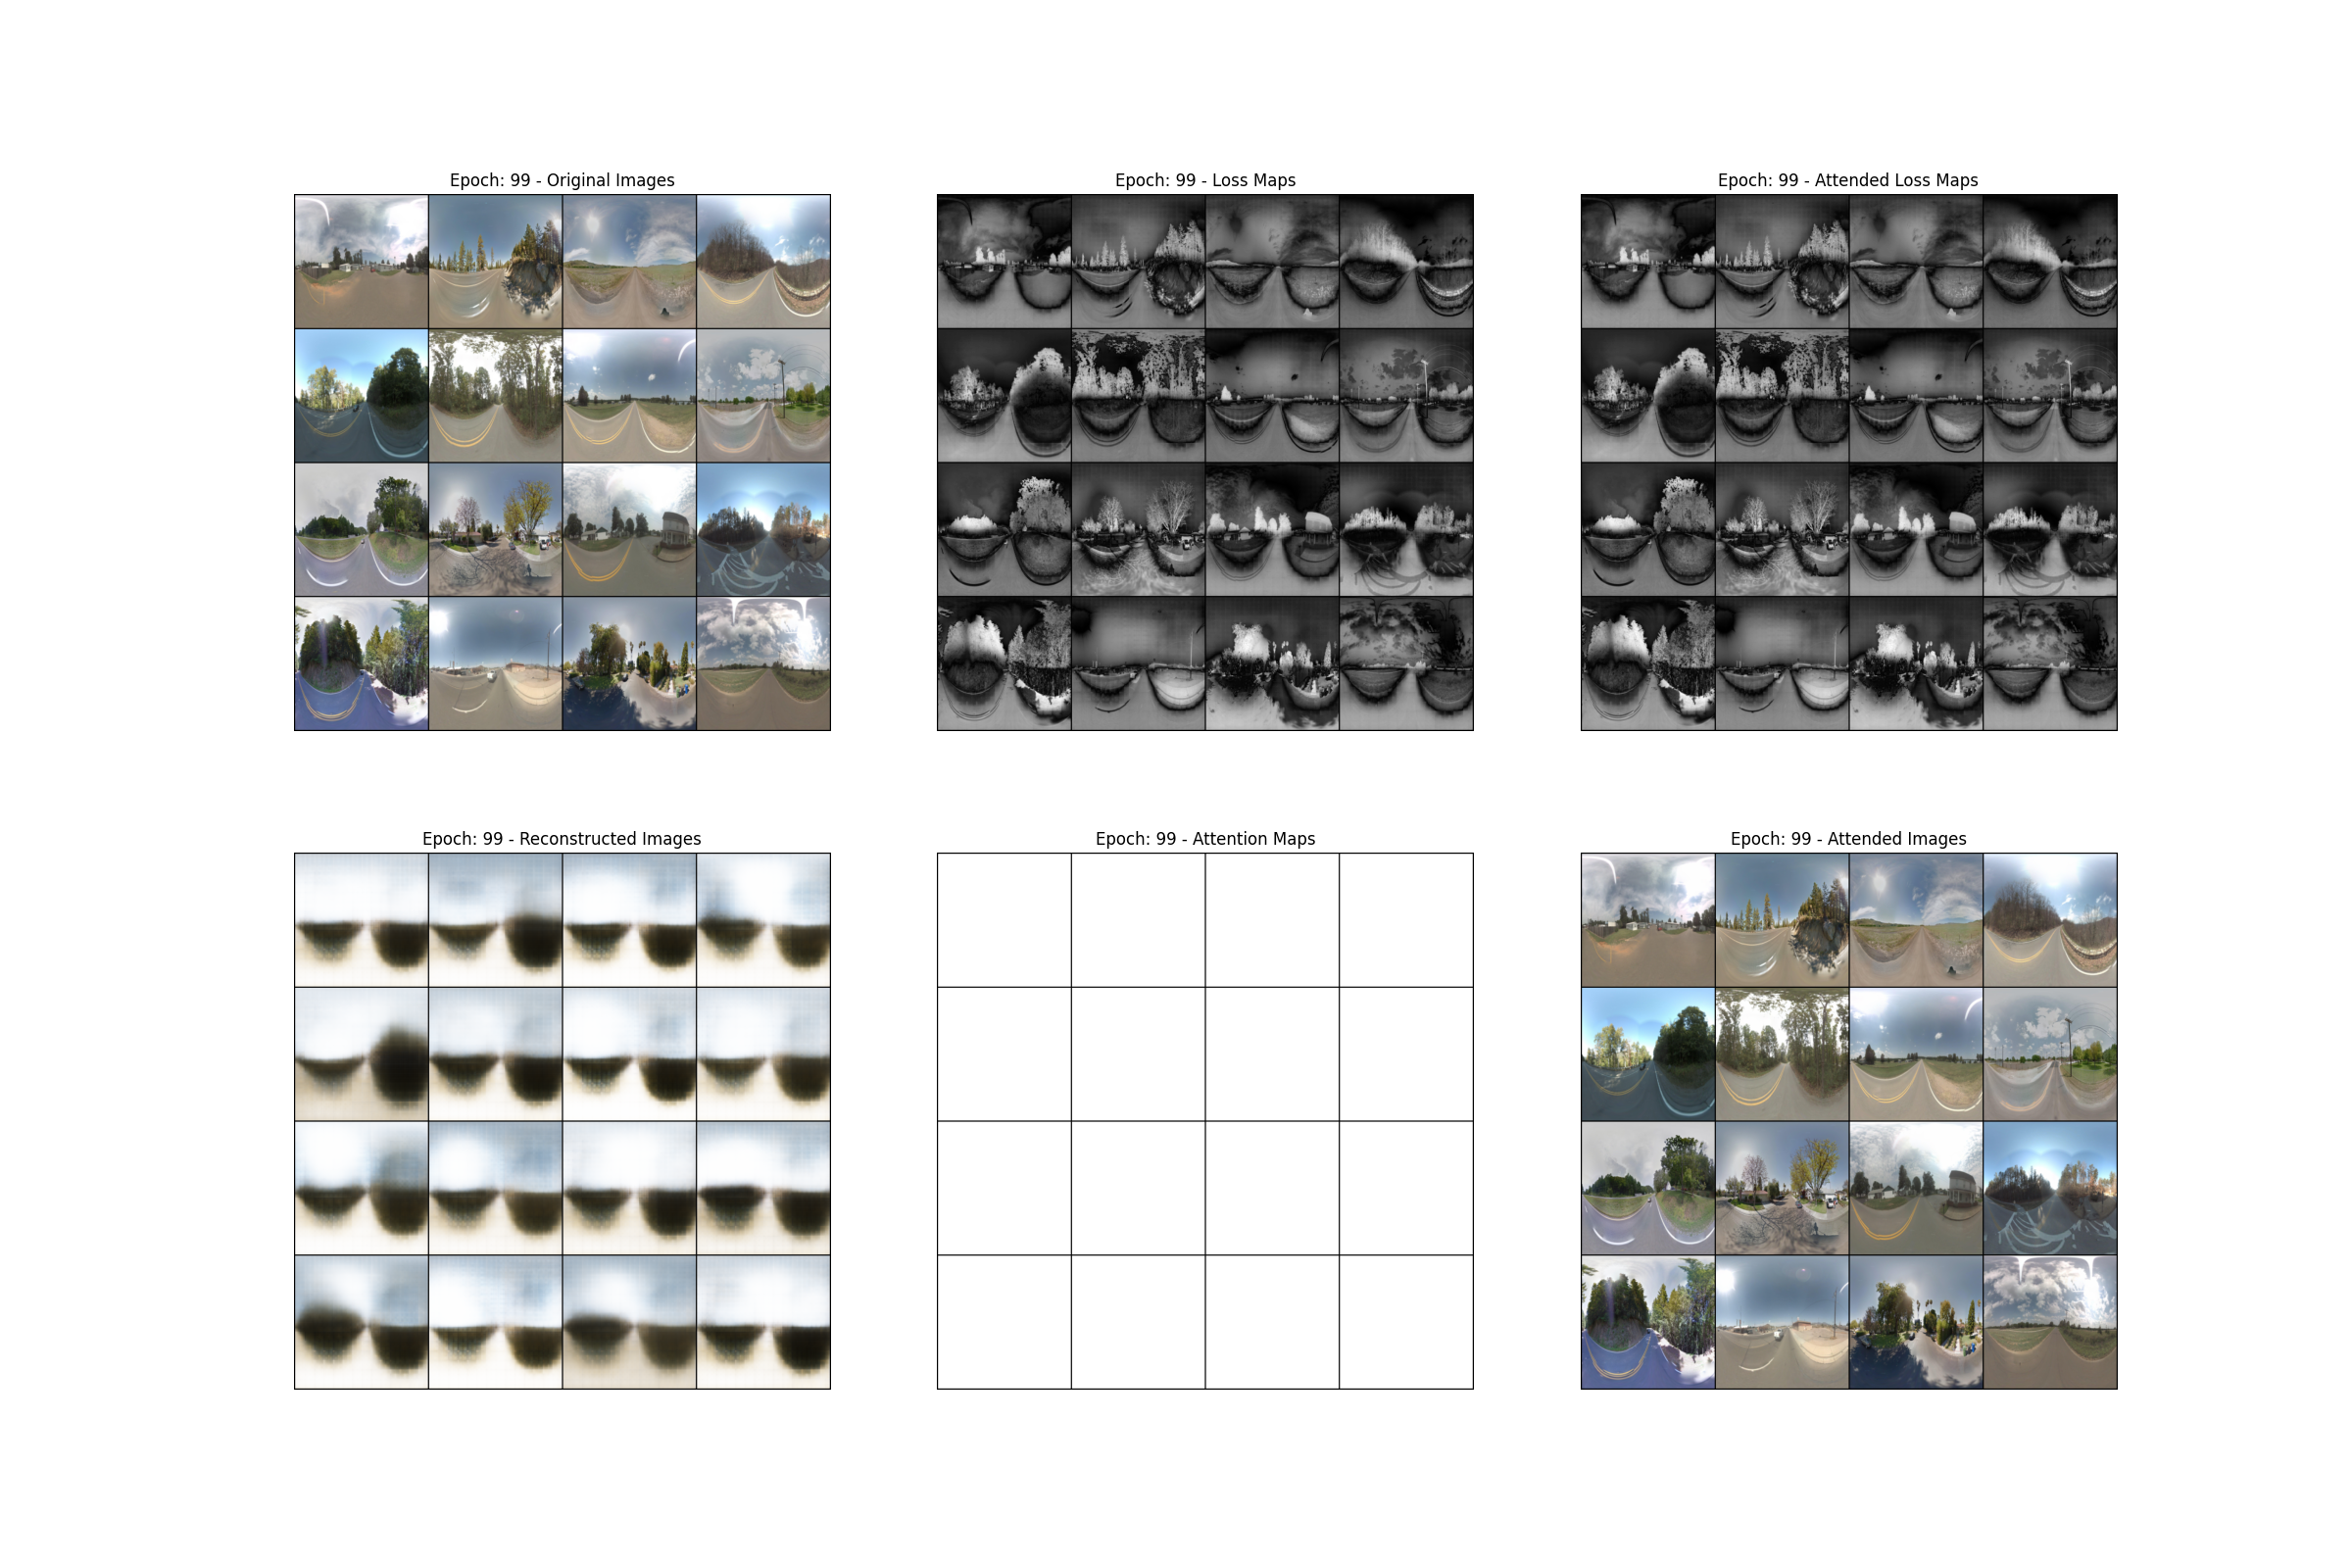 Epoch: 99 - Original Images
Epoch: 99 - Loss Maps
Epoch: 99 - Attended Loss Maps
Epoch: 99 - Reconstructed Images
Epoch: 99 - Attention Maps
Epoch: 99 - Attended Images